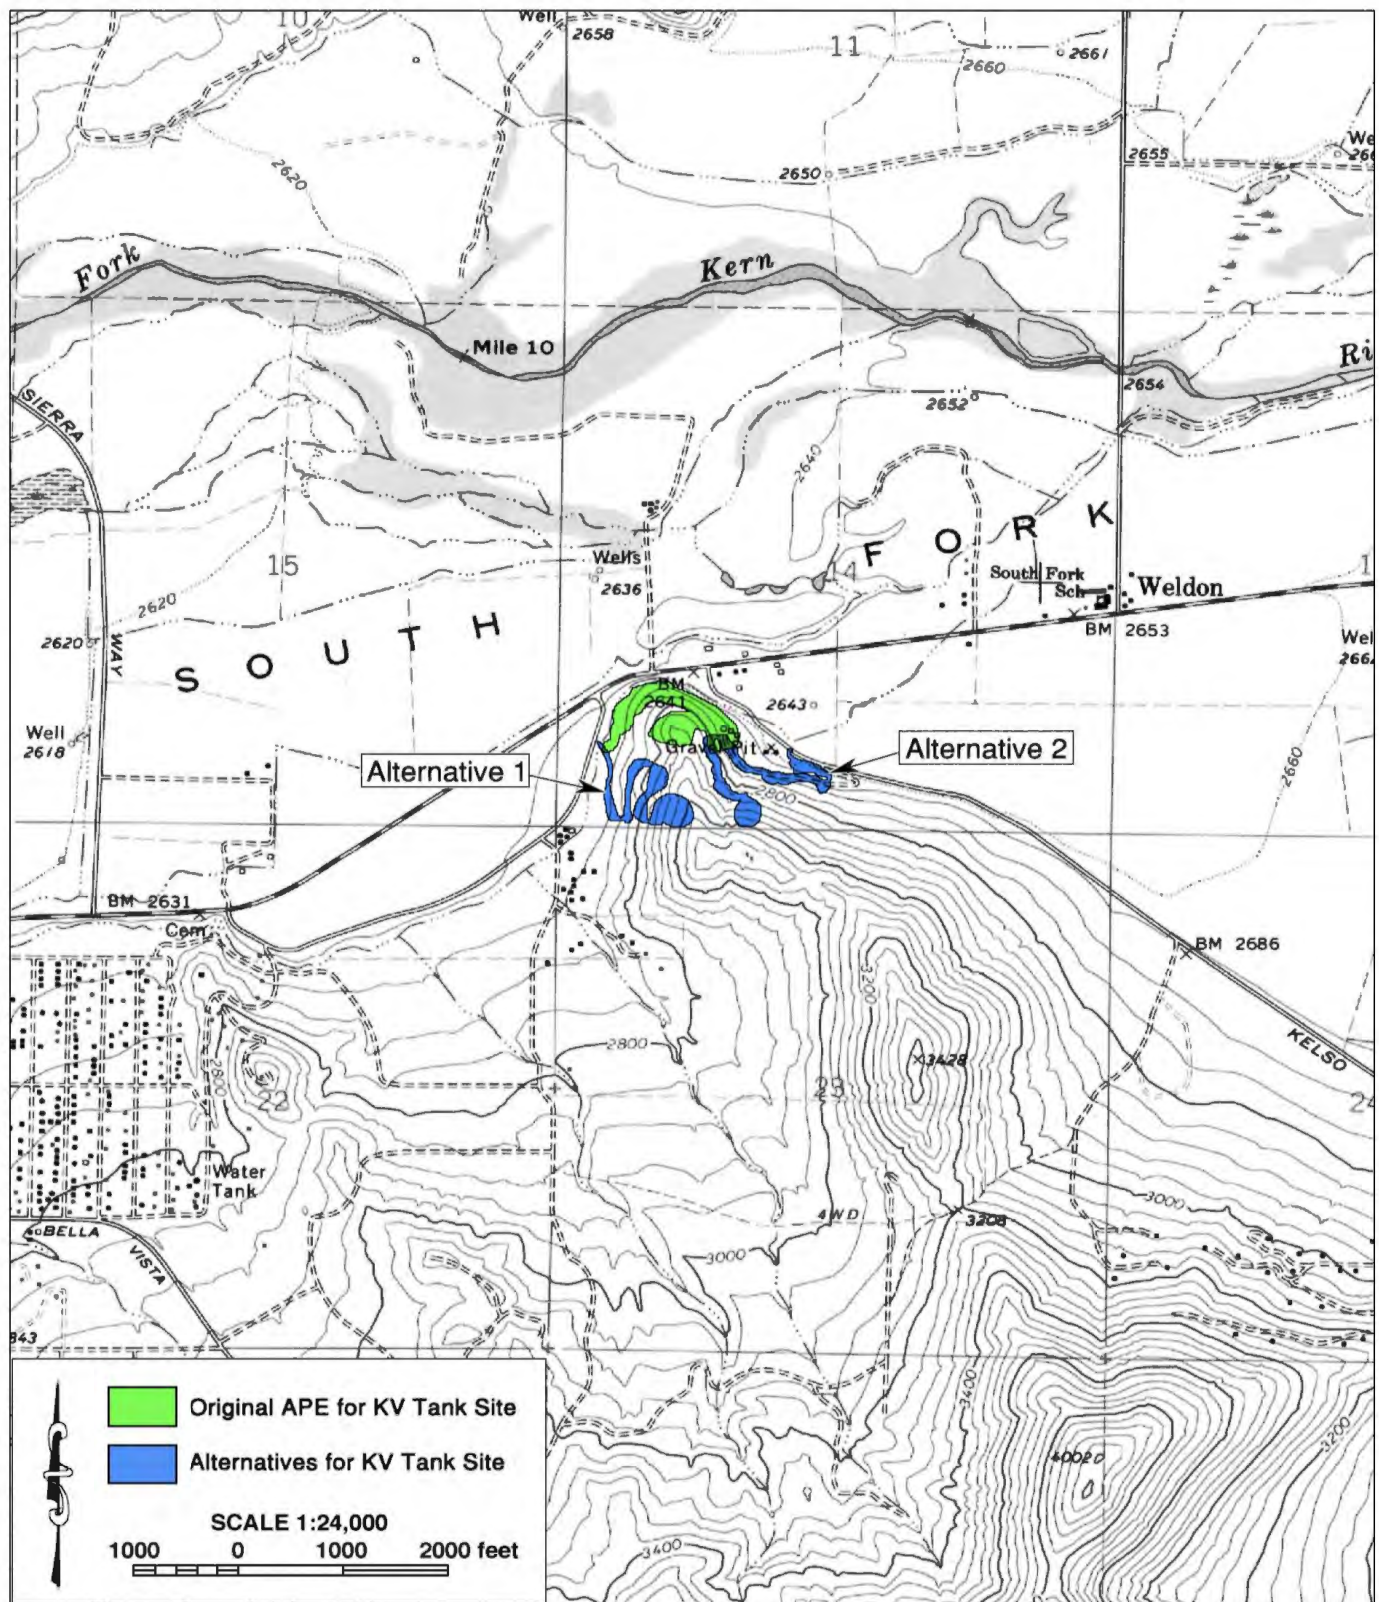 10
Well
2658
11
2661
2660
2655
2650
2620
Fork
Kern
Mile 10
2654
2652
SIERRA
2640
FORK
15
Wells
2636
14
South Fork
Sch
Weldon
2620
BM 2653
2620
WAY
SOUTH
BM
2641
2643
Well
2618
Gravel Pit
Alternative 1
Alternative 2
2800
2660
BM 2631
Cem
BM 2686
3200
KELSO
2800
2800
3428
22
23
24
Water
Tank
3000
4WD
3208
BELLA
VISTA
3000
843
3400
4002
3200
3400
Original APE for KV Tank Site
Alternatives for KV Tank Site
SCALE 1:24,000
1000 0 1000 2000 feet